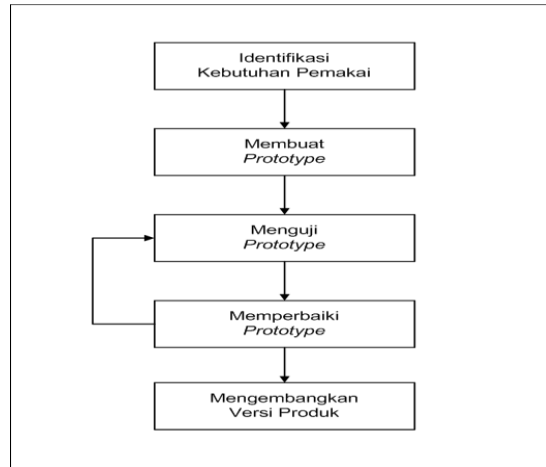 Identifikasi
Kebutuhan Pemakai
Membuat
Prototype
Menguji
Prototype
Memperbaiki
Prototype
Mengembangkan
Versi Produk